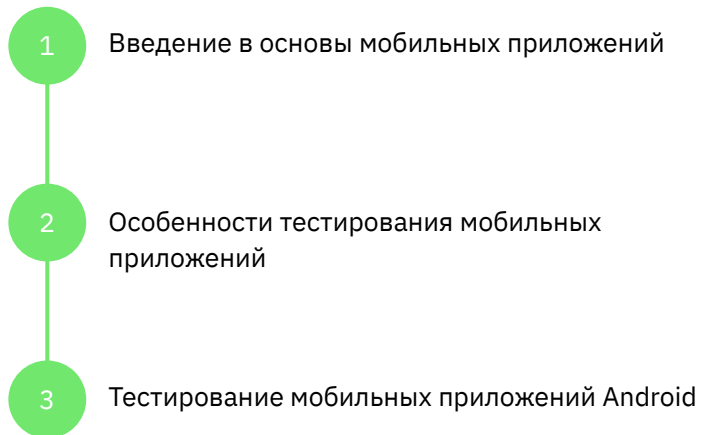 1
Введение в основы мобильных приложений
2
Особенности тестирования мобильных
приложений
3
Тестирование мобильных приложений Android